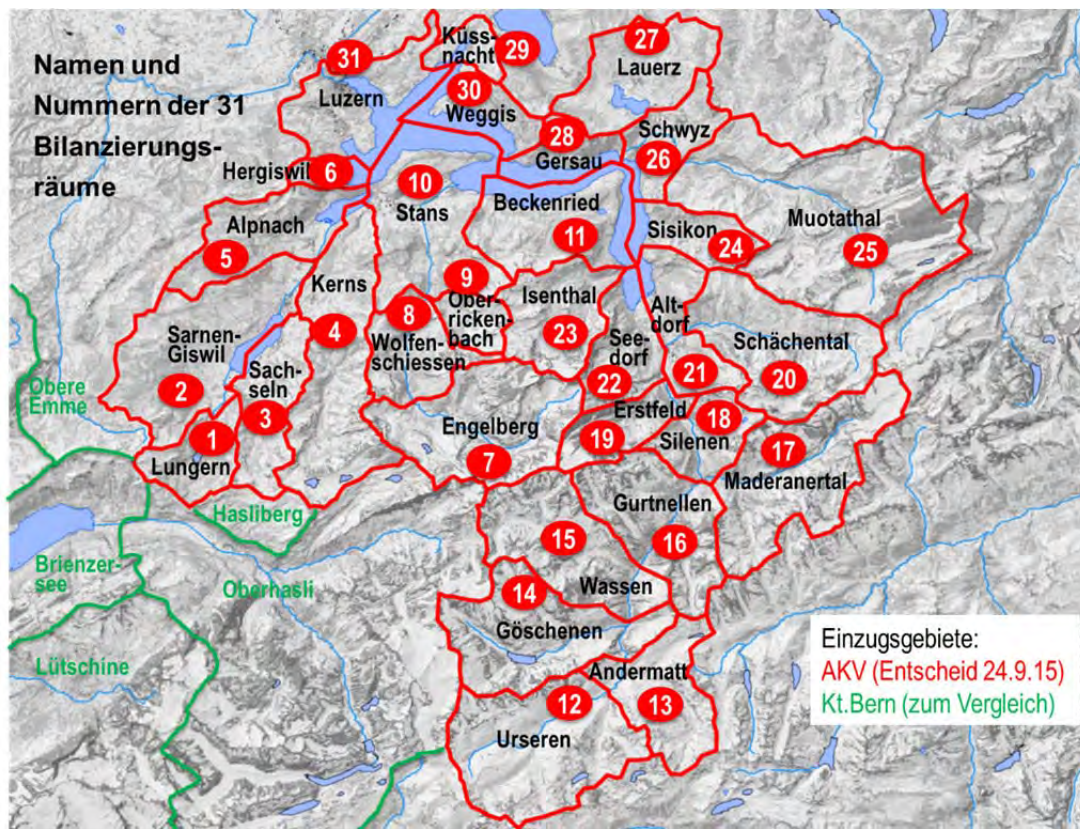 Namen und
Nummern der 31
Bilanzierungs-
räume
31
Luzern
Küss-
nacht
29
30
Weggis
27
Lauerz
28
Gersau
Schwyz
26
Hergiswil
6
10
Stans
Beckenried
11
Sisikon
24
Muotathal
25
Alpnach
5
Kerns
4
9
Ober-
ricken-
bach
8
Wolfen-
schiessen
Isenthal
23
Alt-
dorf
21
See-
dorf
22
Schächental
20
Sarnen-
Giswil
2
Sach-
seln
3
1
Lungern
Obere
Emme
Engelberg
7
Erstfeld
19
18
Silenen
17
Maderanertal
Hasliberg
Gurtnellen
16
15
Wassen
14
Göschenen
Brienzer-
see
Oberhasli
Lütschine
Andermatt
13
12
Urseren
Einzugsgebiete:
AKV (Entscheid 24.9.15)
Kt.Bern (zum Vergleich)